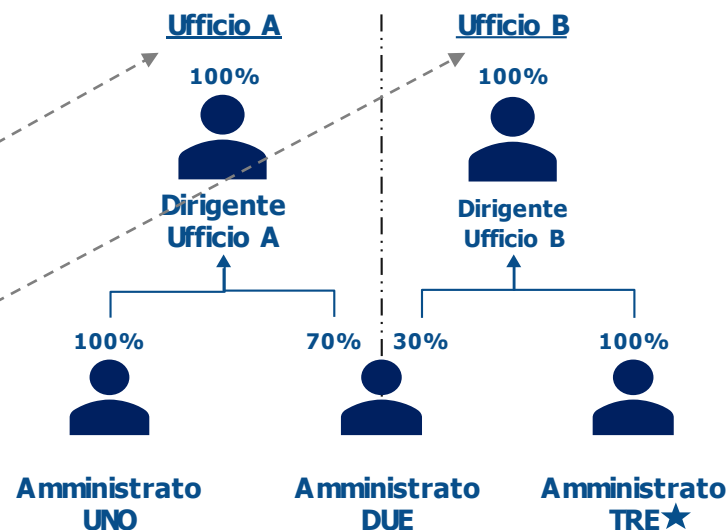 Ufficio A
Ufficio B
100%
100%
Dirigente
Ufficio A
Dirigente
Ufficio B
100%
70%
30%
100%
Amministrato
UNO
Amministrato
DUE
Amministrato
TRE